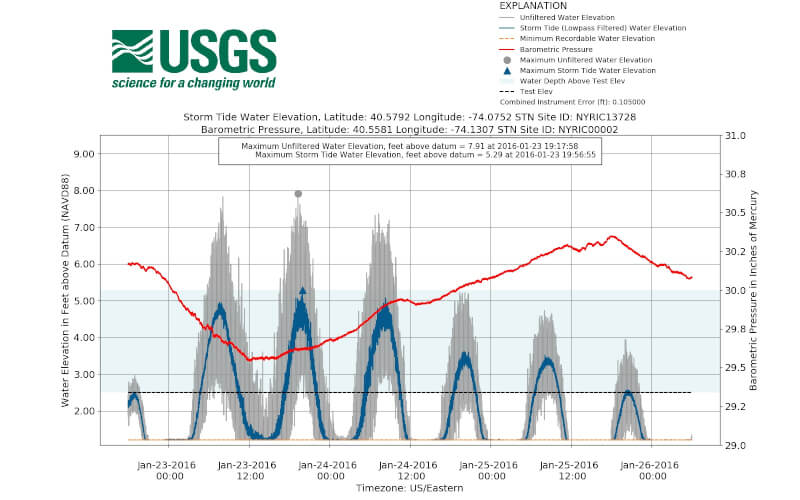 EXPLANATION
Unfiltered Water Elevation
Storm Tide (Lowpass Filtered) Water Elevation
Minimum Recordable Water Elevation
Barometric Pressure
Maximum Unfiltered Water Elevation
Maximum Storm Tide Water Elevation
Water Depth Above Test Elev
Test Elev
Combined Instrument Error (ft): 0.105000
USGS
science for a changing world
Storm Tide Water Elevation, Latitude: 40.5792 Longitude: -74.0752 STN Site ID: NYRIC13728
Barometric Pressure, Latitude: 40.5581 Longitude: -74.1307 STN Site ID: NYRIC00002
Maximum Unfiltered Water Elevation, feet above datum = 7.91 at 2016-01-23 19:17:58
Maximum Storm Tide Water Elevation, feet above datum = 5.29 at 2016-01-23 19:56:55
Water Elevation in Feet above Datum (NAVD88)
9.00
8.00
7.00
6.00
5.00
4.00
3.00
2.00
31.0
30.8
30.5
30.2
30.0
29.8
29.5
29.2
29.0
Barometric Pressure in Inches of Mercury
Jan-23-2016 Jan-23-2016 Jan-24-2016 Jan-24-2016 Jan-25-2016 Jan-25-2016 Jan-26-2016
00:00 12:00 00:00 12:00 00:00 12:00 00:00
Timezone: US/Eastern